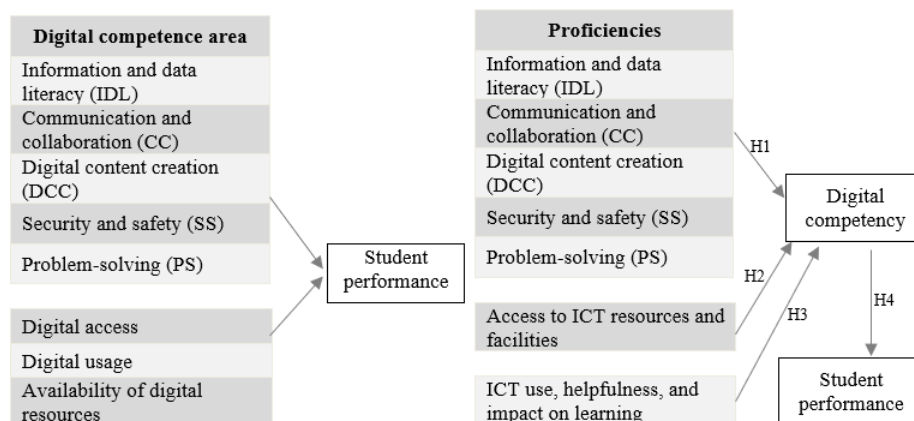 Digital competence area
Information and data
literacy (IDL)
Communication and
collaboration (CC)
Digital content creation
(DCC)
Security and safety (SS)
Problem-solving (PS)
Digital access
Digital usage
Availability of digital
resources
Student
performance
Proficiencies
Information and data
literacy (IDL)
Communication and
collaboration (CC)
Digital content creation
(DCC)
Security and safety (SS)
Problem-solving (PS)
Access to ICT resources and
facilities
ICT use, helpfulness, and
impact on learning
H1
H2
H3
Digital
competency
H4
Student
performance